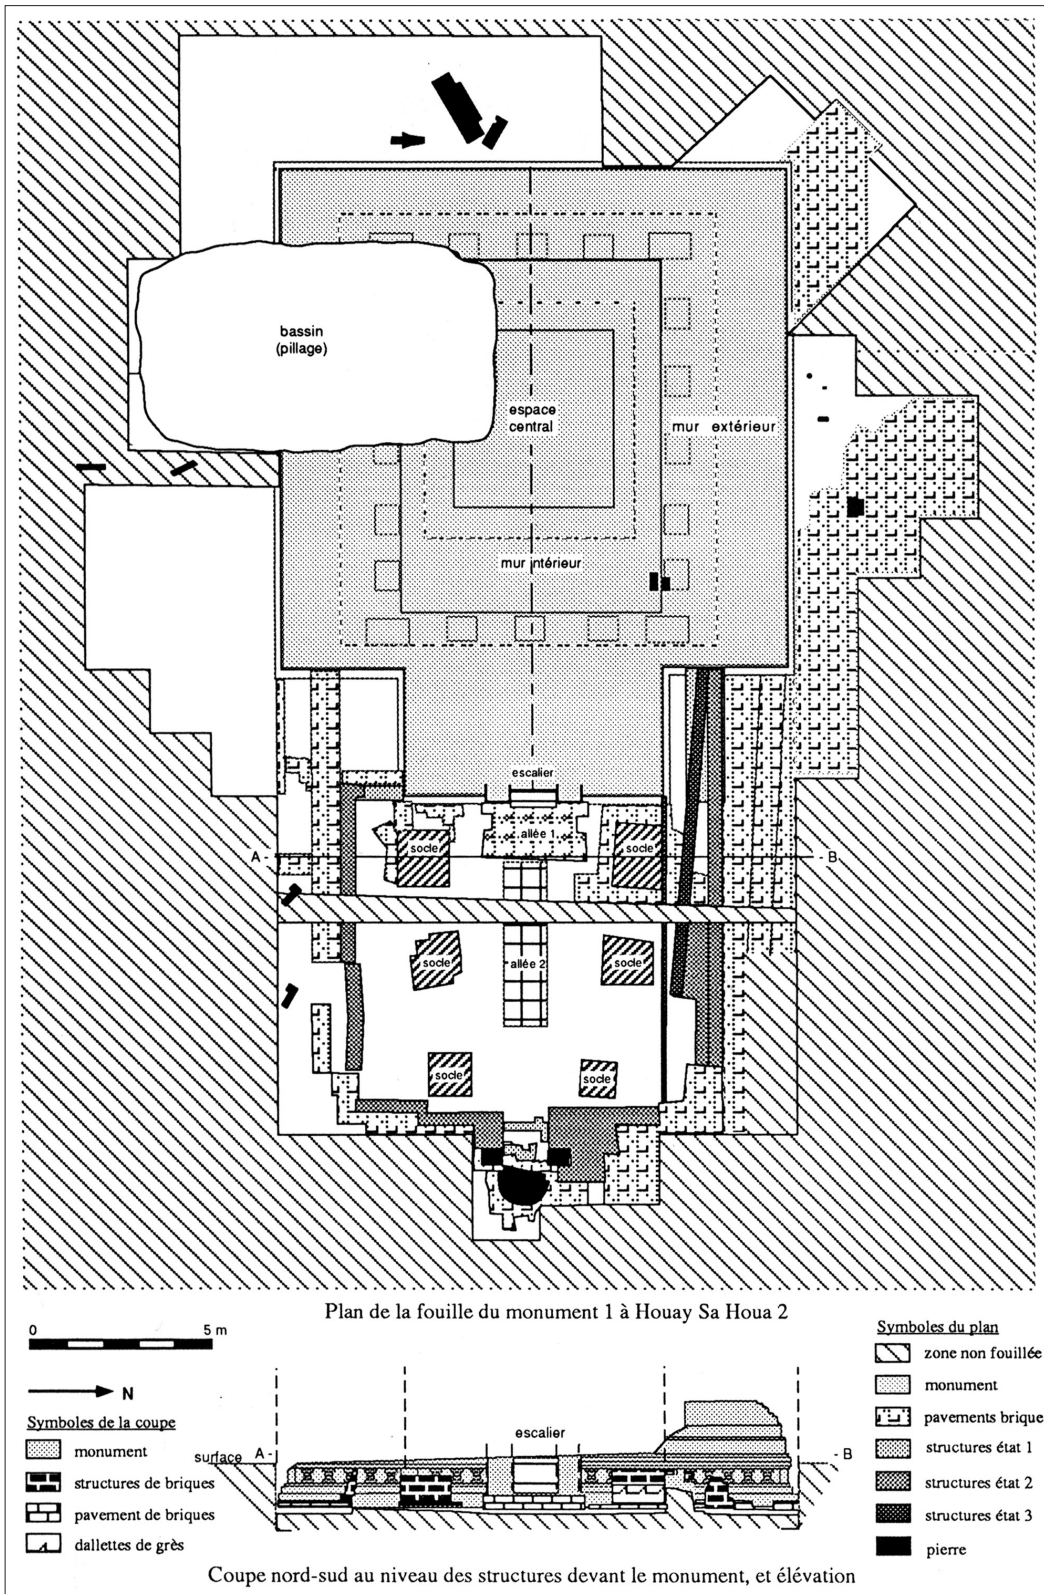 bassin
(pillage)
espace
central
mur extérieur
mur intérieur
escalier
allée 1
socle
socle
A -
- B
socle
allée 2
socle
socle
socle
Plan de la fouille du monument 1 à Houay Sa Houa 2
0 5 m
N
Symboles de la coupe
monument
structures de briques
pavement de briques
dallettes de grès
surface
A -
escalier
- B
Symboles du plan
zone non fouillée
monument
pavements brique
structures état 1
structures état 2
structures état 3
pierre
Coupe nord-sud au niveau des structures devant le monument, et élévation